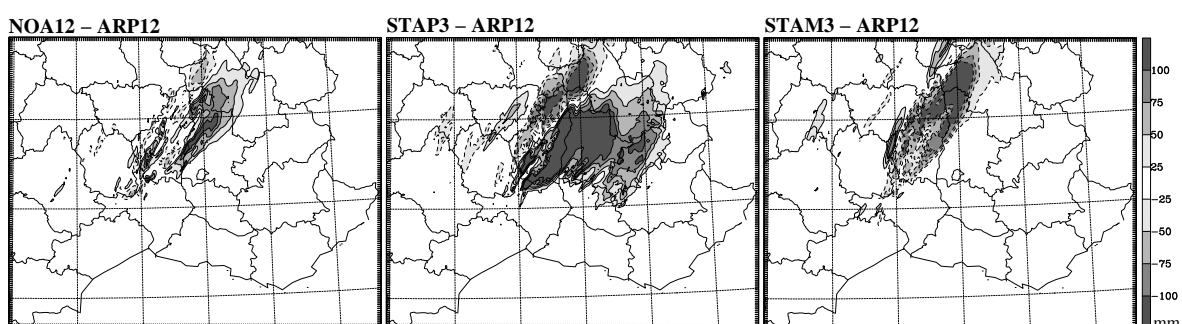 NOA12 – ARP12
STAP3 – ARP12
STAM3 – ARP12
100
75
50
25
−25
−50
−75
−100
mm